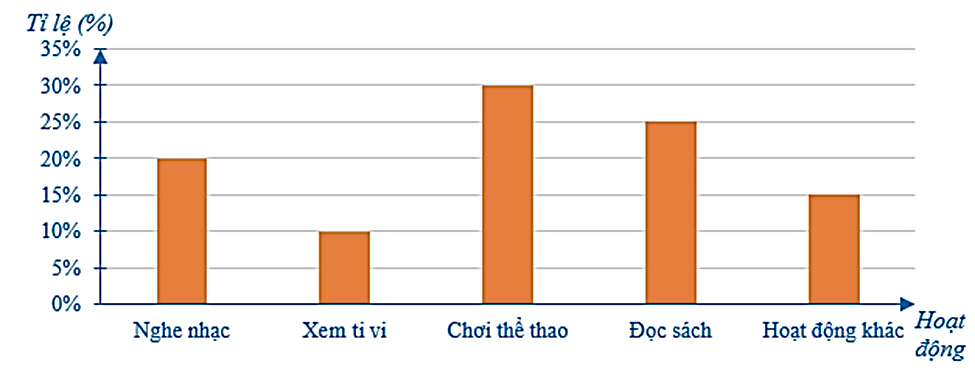 Tỉ lệ (%)
35%
30%
25%
20%
15%
10%
5%
0%
Nghe nhạc
Xem ti vi
Chơi thể thao
Đọc sách
Hoạt động khác
Hoạt
động